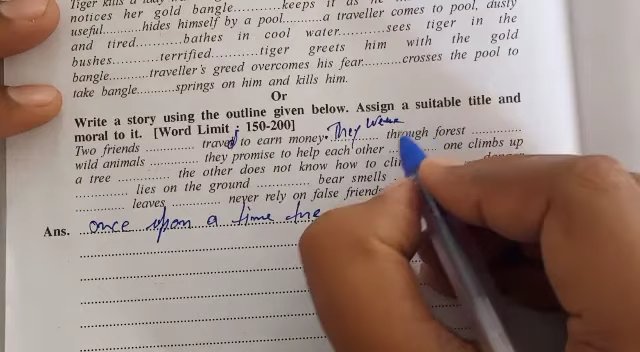 Tiger kills a lady
notices her gold bangle............keeps it as he
useful............hides himself by a pool............a traveller comes to pool, dusty
and tired............bathes in cool water............sees tiger in the
bushes............terrified............tiger greets him with the gold
bangle............traveller's greed overcomes his fear............crosses the pool to
take bangle............springs on him and kills him.
Or
Write a story using the outline given below. Assign a suitable title and
moral to it. [Word Limit : 150-200]
Two friends ............ travel to earn money. They were through forest ............
wild animals ............ they promise to help each other ............ one climbs up
a tree ............ the other does not know how to danger
............ lies on the ground ............ bear smells
............ leaves ............ never rely on false friend
Ans. once upon a time